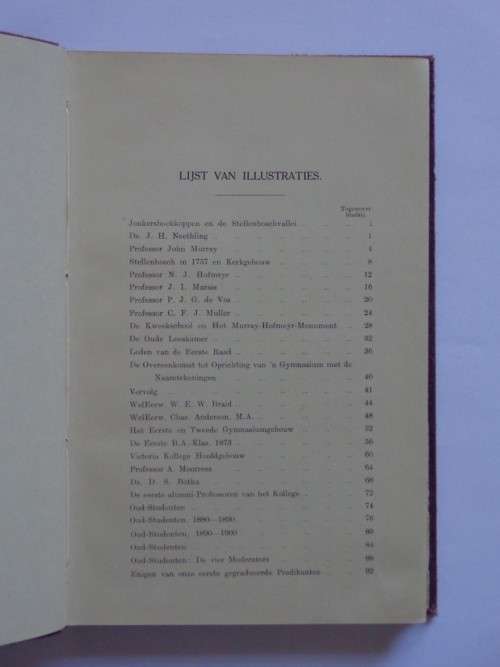 LIJST VAN ILLUSTRATIES.
Tegenover
bladzij
Jonkershoekkoppen en de Stellenboschvallei .. .. .. 1
Ds. J. H. Neethling .. .. .. .. .. .. 1
Professor John Murray .. .. .. .. .. 4
Stellenbosch in 1757 en Kerkgebouw .. .. .. 8
Professor N. J. Hofmeyr .. .. .. .. .. 12
Professor J. I. Marais .. .. .. .. .. 16
Professor P. J. G. de Vos .. .. .. .. .. 20
Professor C. F. J. Muller .. .. .. .. .. 24
De Kweekschool en Het Murray-Hofmeyr-Monument .. 28
De Oude Leeskamer .. .. .. .. .. 32
Leden van de Eerste Raad .. .. .. .. 36
De Overeenkomst tot Oprichting van 'n Gymnasium met de
Naamtekeningen .. .. .. .. .. 40
Vervolg .. .. .. .. .. .. 41
WelEerw. W. E. W. Braid .. .. .. .. .. 44
WelEerw. Chas. Anderson, M.A. .. .. .. .. 48
Het Eerste en Tweede Gymnasiumgebouw .. .. 52
De Eerste B.A.-Klas, 1873 .. .. .. .. 56
Victoria Kollege Hoofdgebouw .. .. .. .. 60
Professor A. Macrone .. .. .. .. .. 64
Ds. D. S. Botha .. .. .. .. .. 68
De eerste alumni-Professoren van het Kollege .. .. 72
Oud-Studenten .. .. .. .. .. 74
Oud-Studenten, 1880—1890 .. .. .. .. 76
Oud-Studenten, 1890—1900 .. .. .. .. 80
Oud-Studenten .. .. .. .. .. 84
Oud-Studenten: De vier Moderators .. .. .. 88
Enigen van onze eerste gegradueerde Predikanten .. .. 92